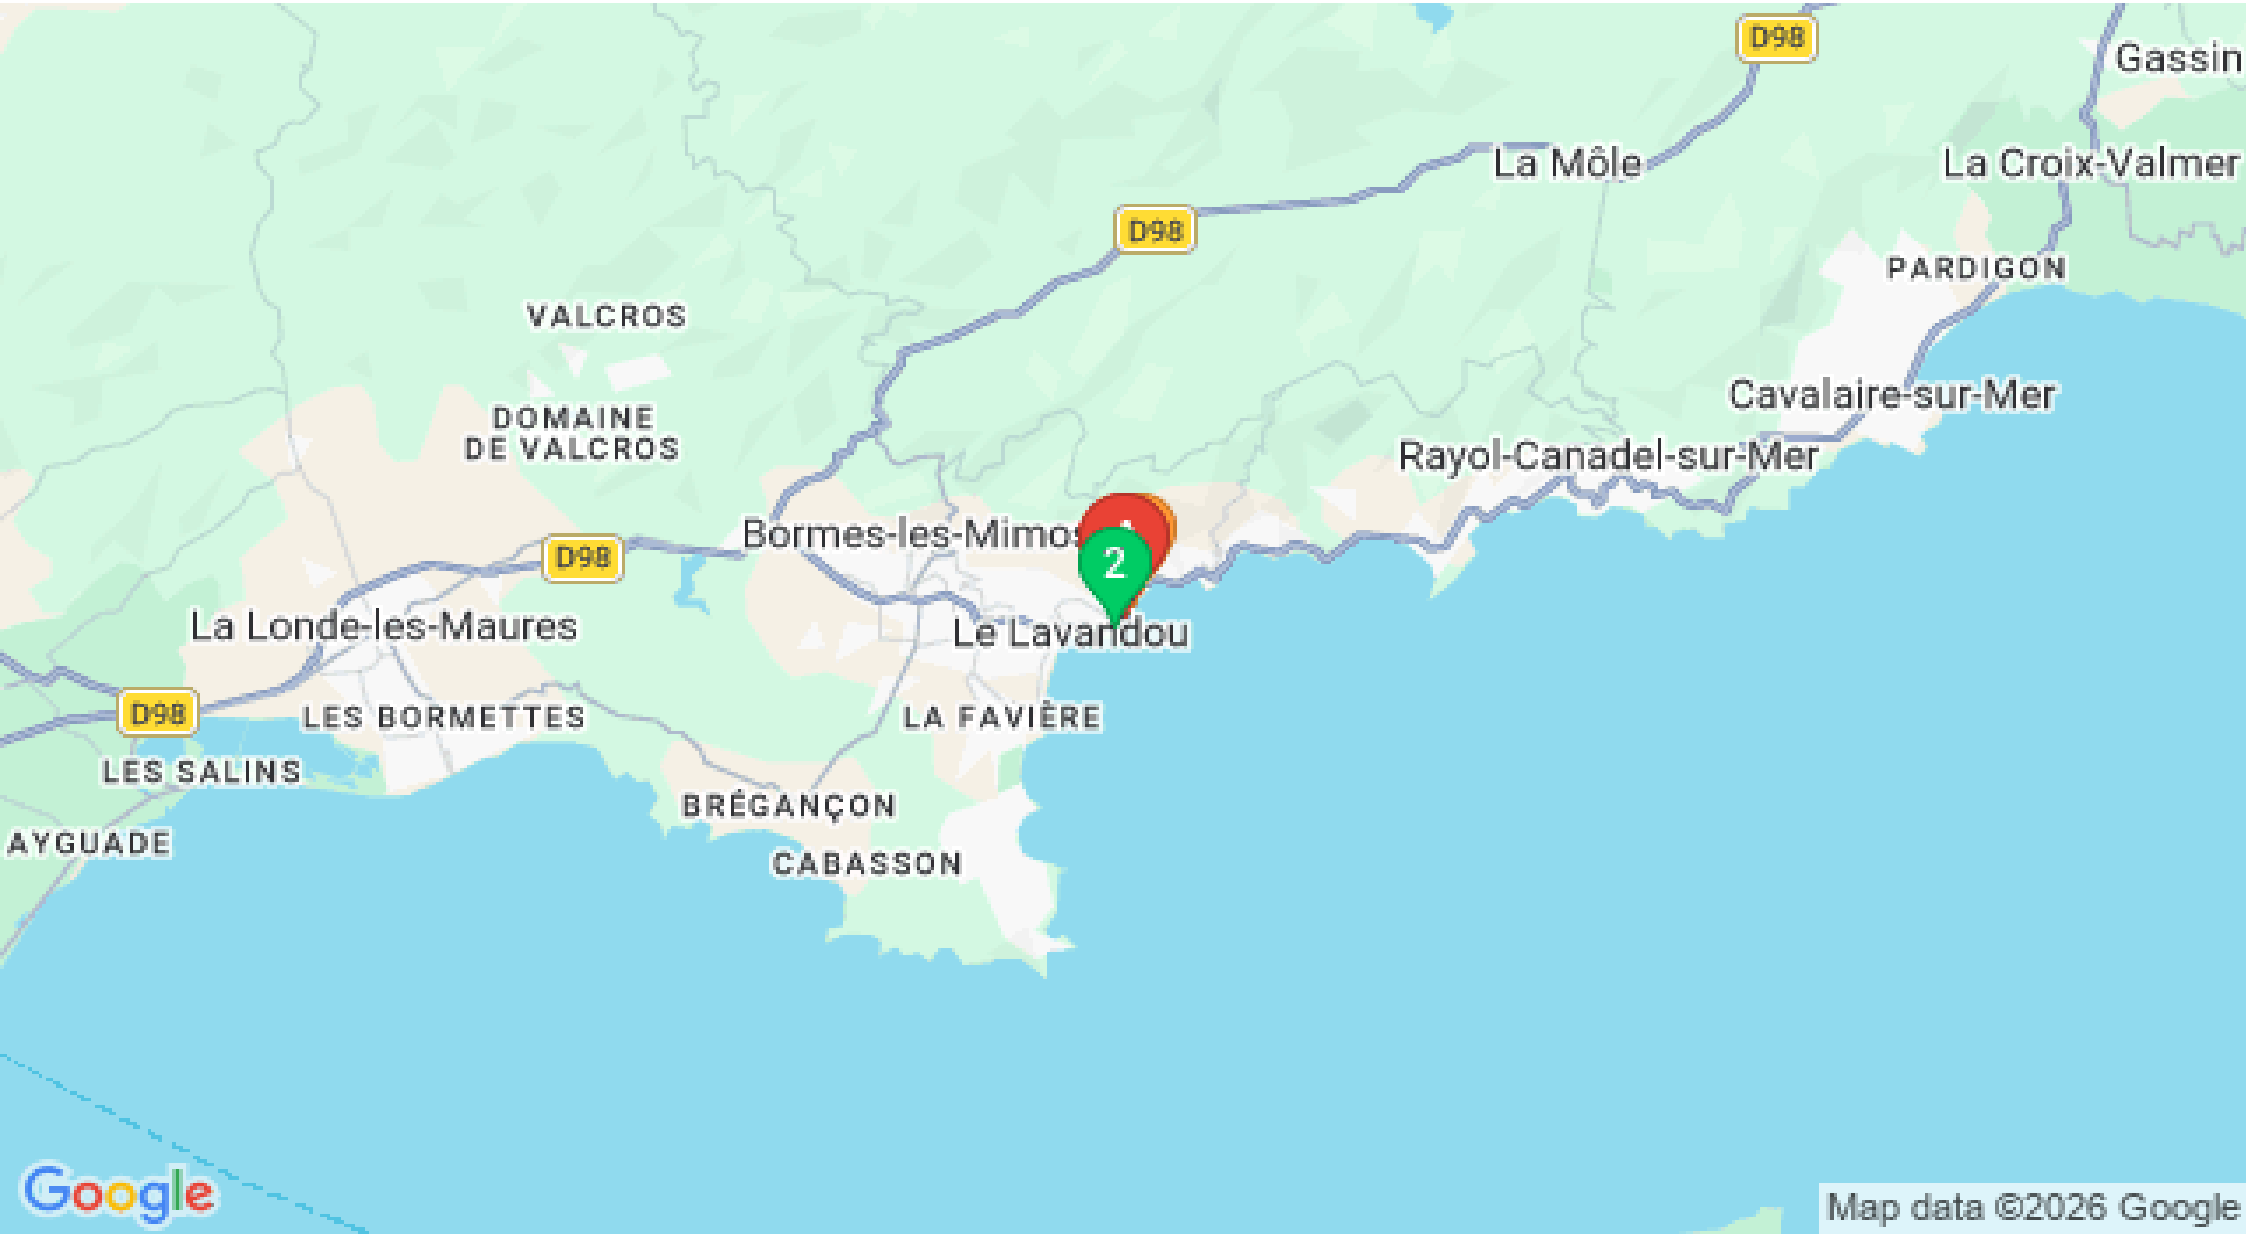 D98
Gassin
La Môle
La Croix-Valmer
D98
PARDIGON
VALCROS
Cavalaire-sur-Mer
DOMAINE
DE VALCROS
Rayol-Canadel-sur-Mer
Bormes-les-Mimos
D98
2
La Londe-les-Maures
Le Lavandou
D98
LES BORMETTES
LA FAVIÈRE
LES SALINS
BRÉGANÇON
AYGUADE
CABASSON
Google
Map data ©2026 Google